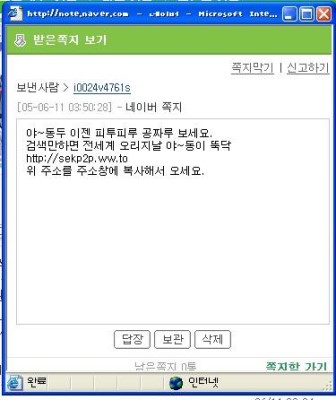 http://note.naver.com - 네이버 - Microsoft Inte...
받은쪽지 보기
쪽지막기 | 신고하기
보낸사람 > i0024v4761s
[05-06-11 03:50:28] - 네이버 쪽지
야~동두 이젠 피투피루 공짜루 보세요.
검색만하면 전세계 오리지날 야~동이 뚝딱
http://sekp2p.ww.to
위 주소를 주소창에 복사해서 오세요.
답장 보관 삭제
남은쪽지 0통 쪽지함 가기
완료 인터넷